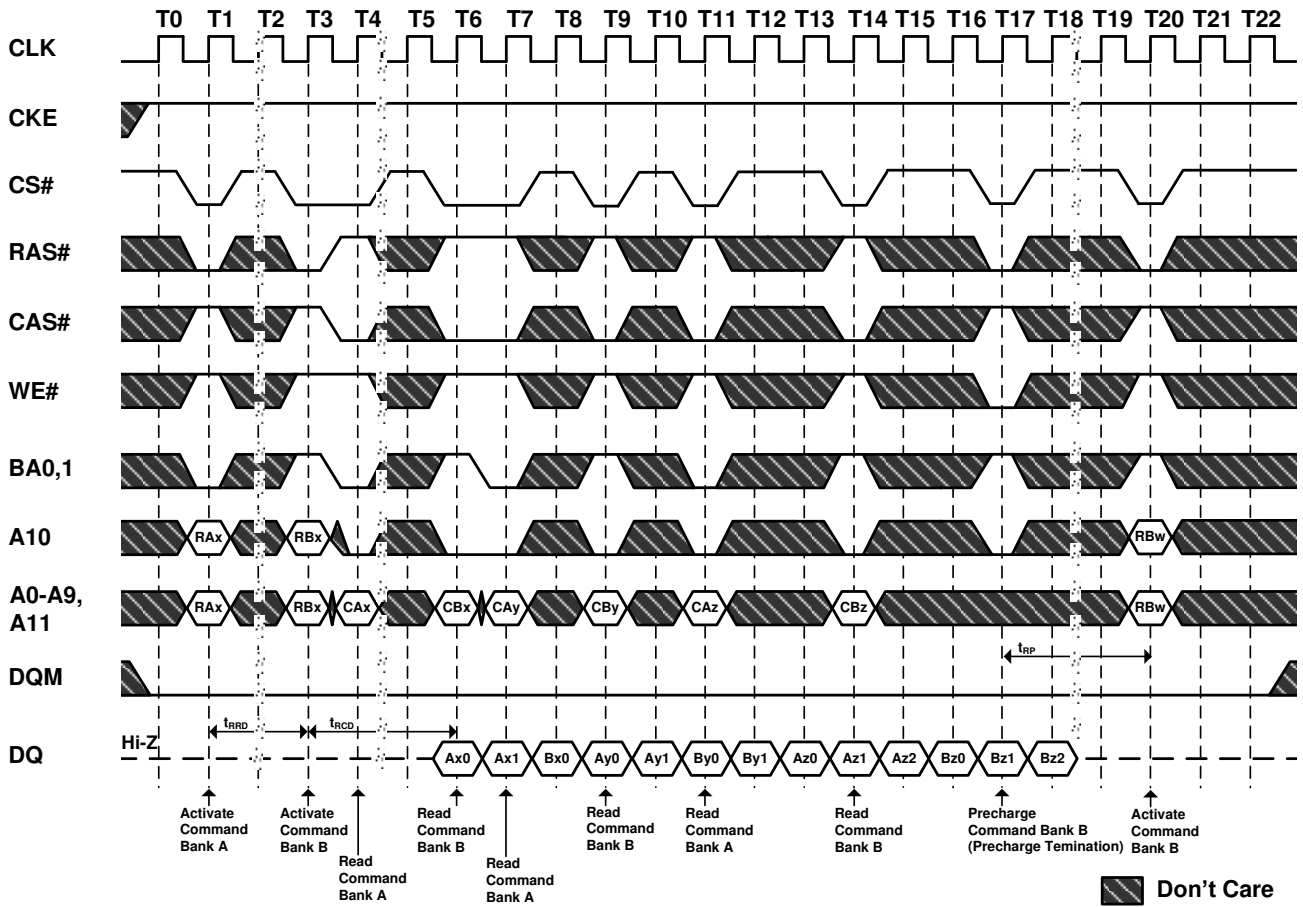 T0 T1 T2 T3 T4 T5 T6 T7 T8 T9 T10 T11 T12 T13 T14 T15 T16 T17 T18 T19 T20 T21 T22
CLK
CKE
CS#
RAS#
CAS#
WE#
BA0,1
A10
RAx RBx RBw
A0-A9,
A11
RAx RBx CAx CBx CAy CBy CAz CBz RBw
tRP
DQM
tRRD tRCD
Hi-Z
DQ
Ax0 Ax1 Bx0 Ay0 Ay1 By0 By1 Az0 Az1 Az2 Bz0 Bz1 Bz2
Activate
Command
Bank A
Activate
Command
Bank B
Read
Command
Bank A
Read
Command
Bank B
Read
Command
Bank A
Read
Command
Bank B
Read
Command
Bank A
Read
Command
Bank B
Precharge
Command Bank B
(Precharge Temination)
Activate
Command
Bank B
Don't Care